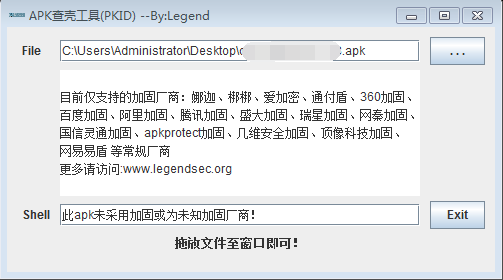 APK查壳工具(PKID) --By:Legend
File C:\Users\Administrator\Desktop\ .apk ...
目前仅支持的加固厂商：娜迦、梆梆、爱加密、通付盾、360加固、
百度加固、阿里加固、腾讯加固、盛大加固、瑞星加固、网秦加固、
国信灵通加固、apkprotect加固、几维安全加固、顶像科技加固、
网易易盾 等常规厂商
更多请访问:www.legendsec.org
Shell 此apk未采用加固或为未知加固厂商! Exit
拖放文件至窗口即可!